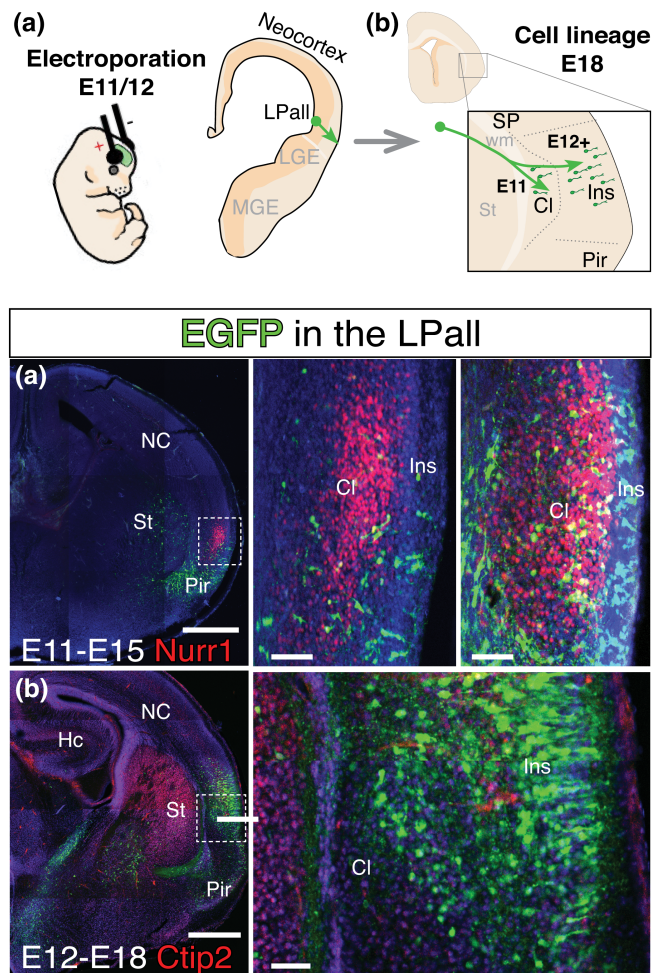 (a)
Electroporation
E11/12
+
-
Neocortex
LPall
LGE
MGE
(b)
Cell lineage
E18
SP
wm
E12+
E11
Cl
Ins
St
Pir
EGFP in the LPall
(a)
NC
St
Pir
E11-E15 Nurr1
Cl
Ins
Cl
Ins
(b)
NC
Hc
St
Pir
E12-E18 Ctip2
Cl
Ins